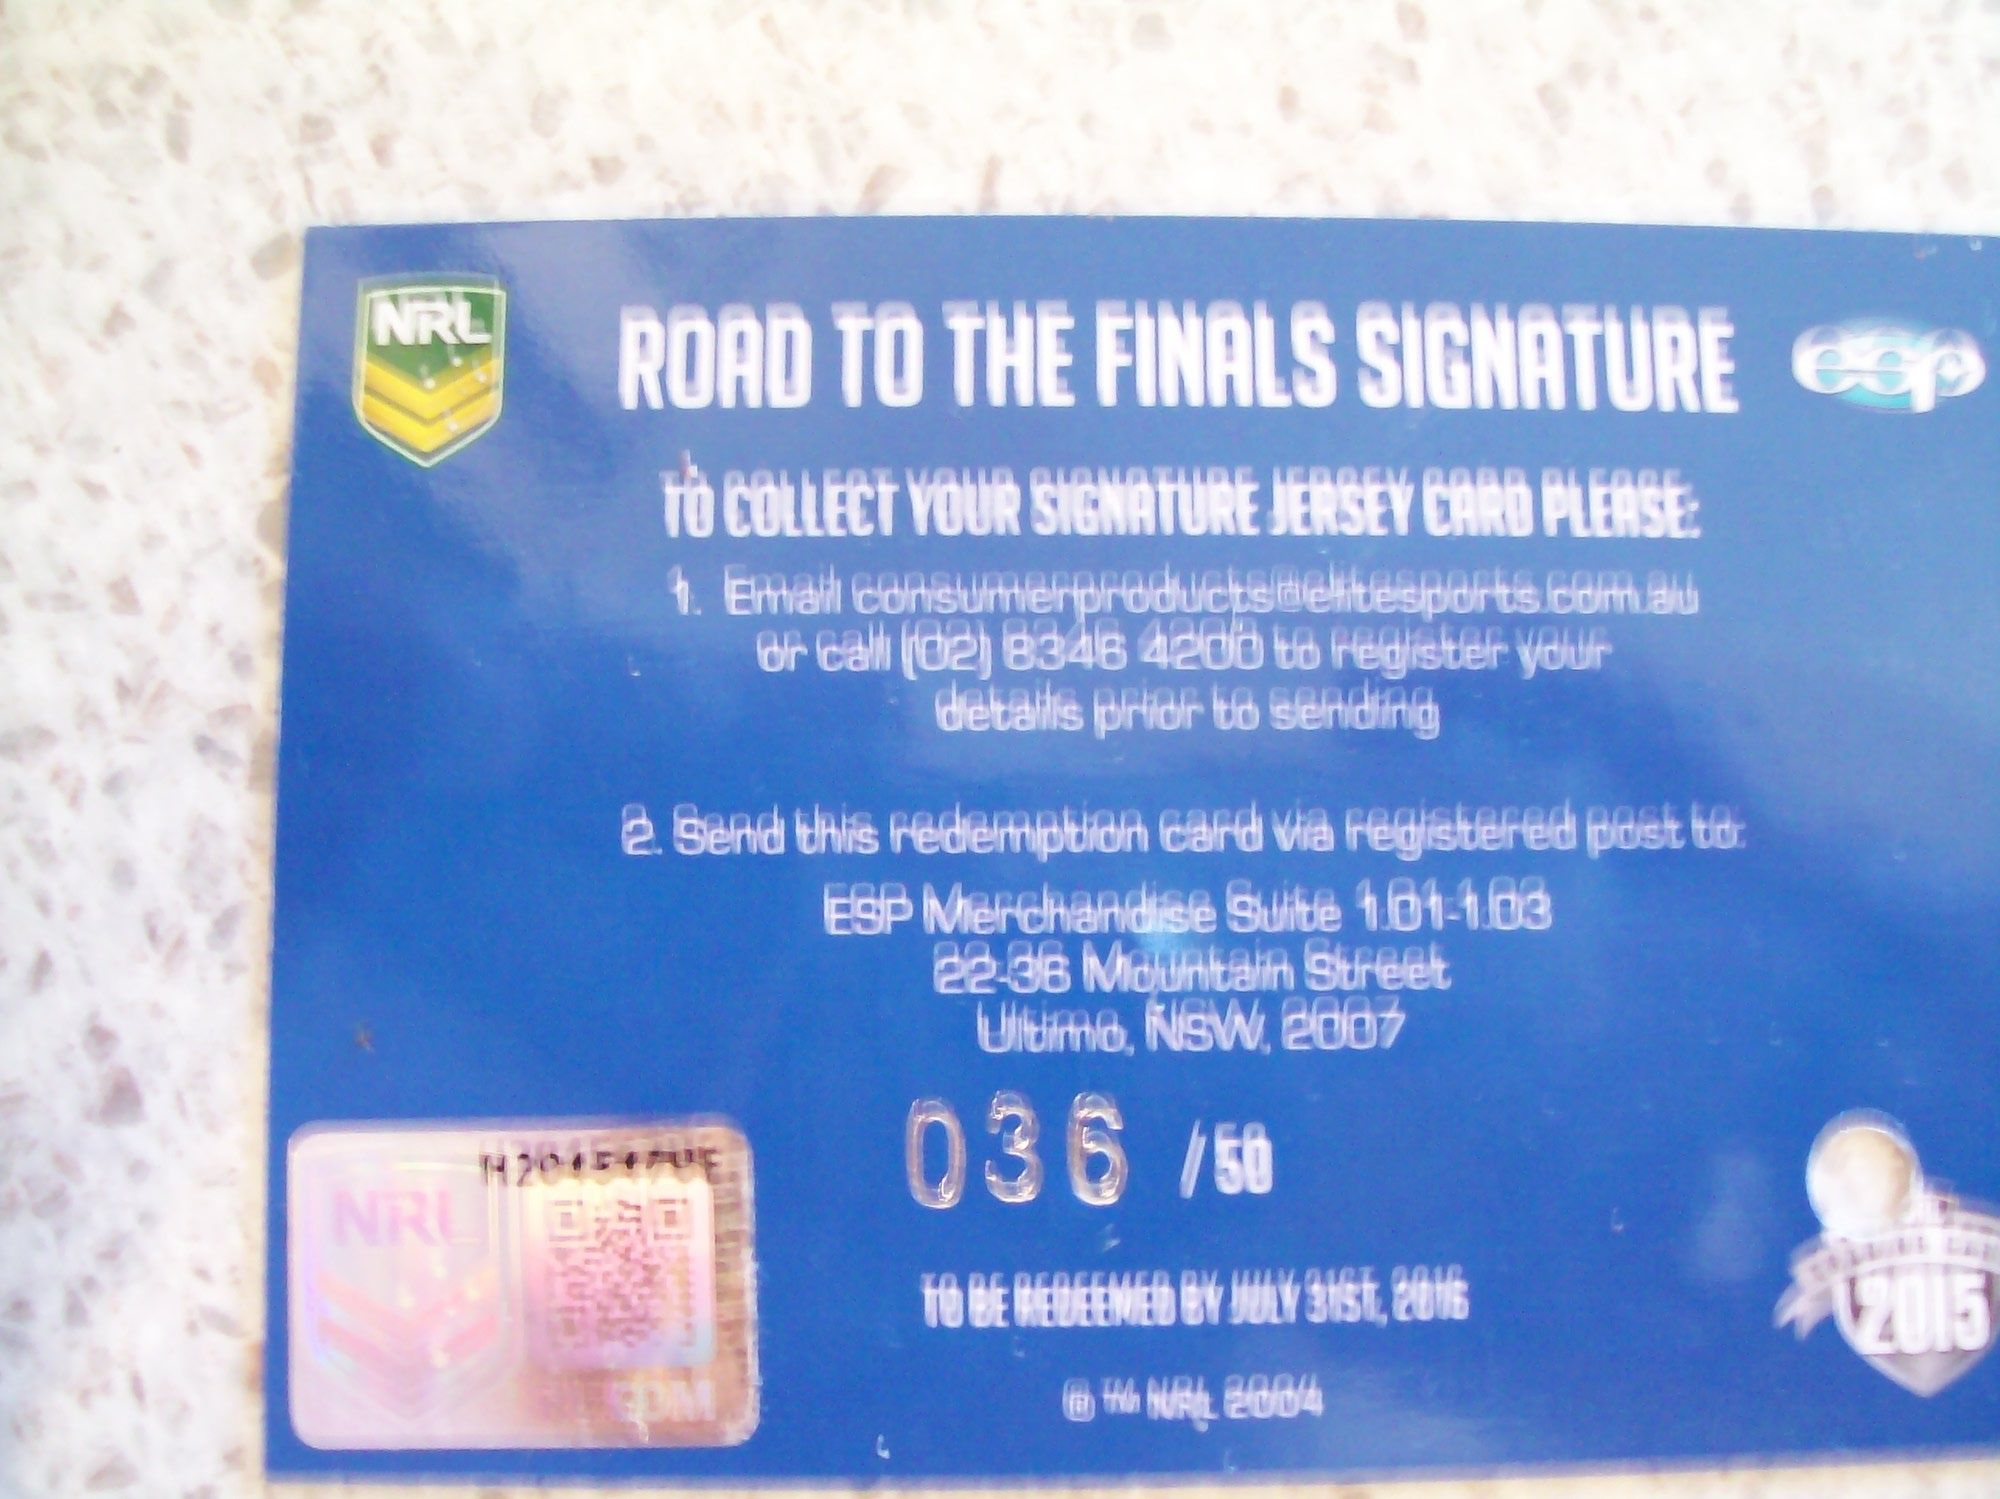 NRL
ROAD TO THE FINALS SIGNATURE
esp
TO COLLECT YOUR SIGNATURE JERSEY CARD PLEASE:
1. Email consumerproducts@elitesports.com.au
or call (02) 8346 4200 to register your
details prior to sending
2. Send this redemption card via registered post to:
ESP Merchandise Suite 1.01-1.03
22-36 Mountain Street
Ultimo, NSW, 2007
036 /50
NRL
TO BE REDEEMED BY JULY 31ST, 2016
2015
® ™ NRL 2004